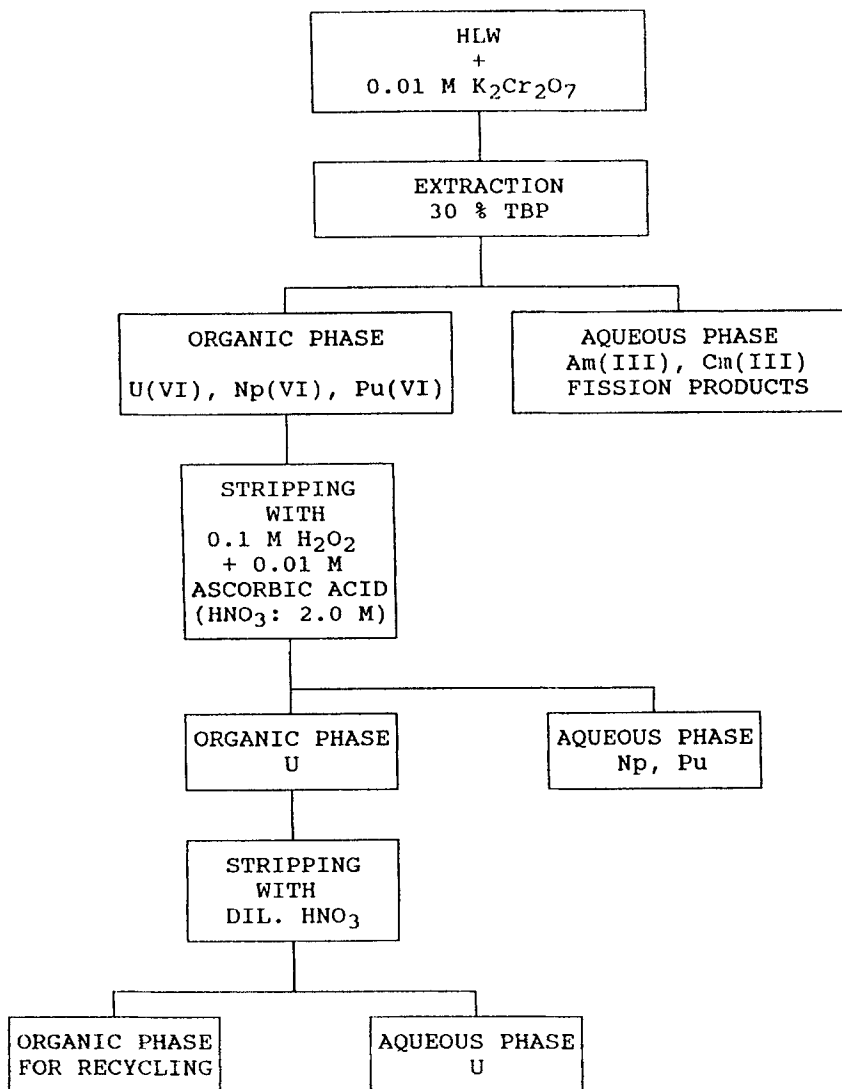 HLW
+
0.01 M K₂Cr₂O₇
EXTRACTION
30 % TBP
ORGANIC PHASE
U(VI), Np(VI), Pu(VI)
AQUEOUS PHASE
Am(III), Cm(III)
FISSION PRODUCTS
STRIPPING
WITH
0.1 M H₂O₂
+ 0.01 M
ASCORBIC ACID
(HNO₃: 2.0 M)
ORGANIC PHASE
U
AQUEOUS PHASE
Np, Pu
STRIPPING
WITH
DIL. HNO₃
ORGANIC PHASE
FOR RECYCLING
AQUEOUS PHASE
U